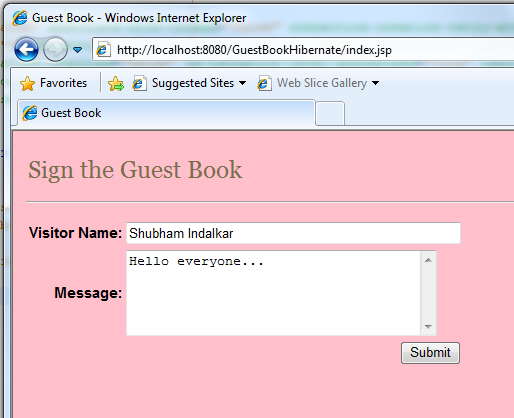 Guest Book - Windows Internet Explorer
http://localhost:8080/GuestBookHibernate/index.jsp
Favorites Suggested Sites Web Slice Gallery
Guest Book
Sign the Guest Book
Visitor Name: Shubham Indalkar
Hello everyone...
Message:
Submit